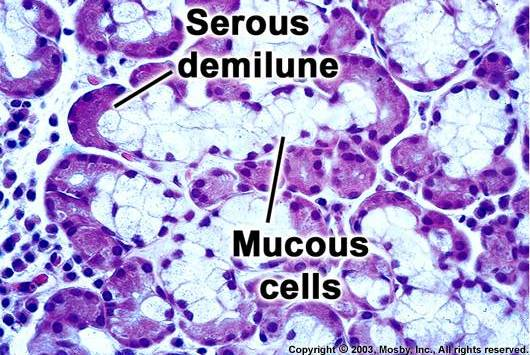 Serous
demilune
Mucous
cells
Copyright © 2003, Mosby, Inc., All rights reserved.